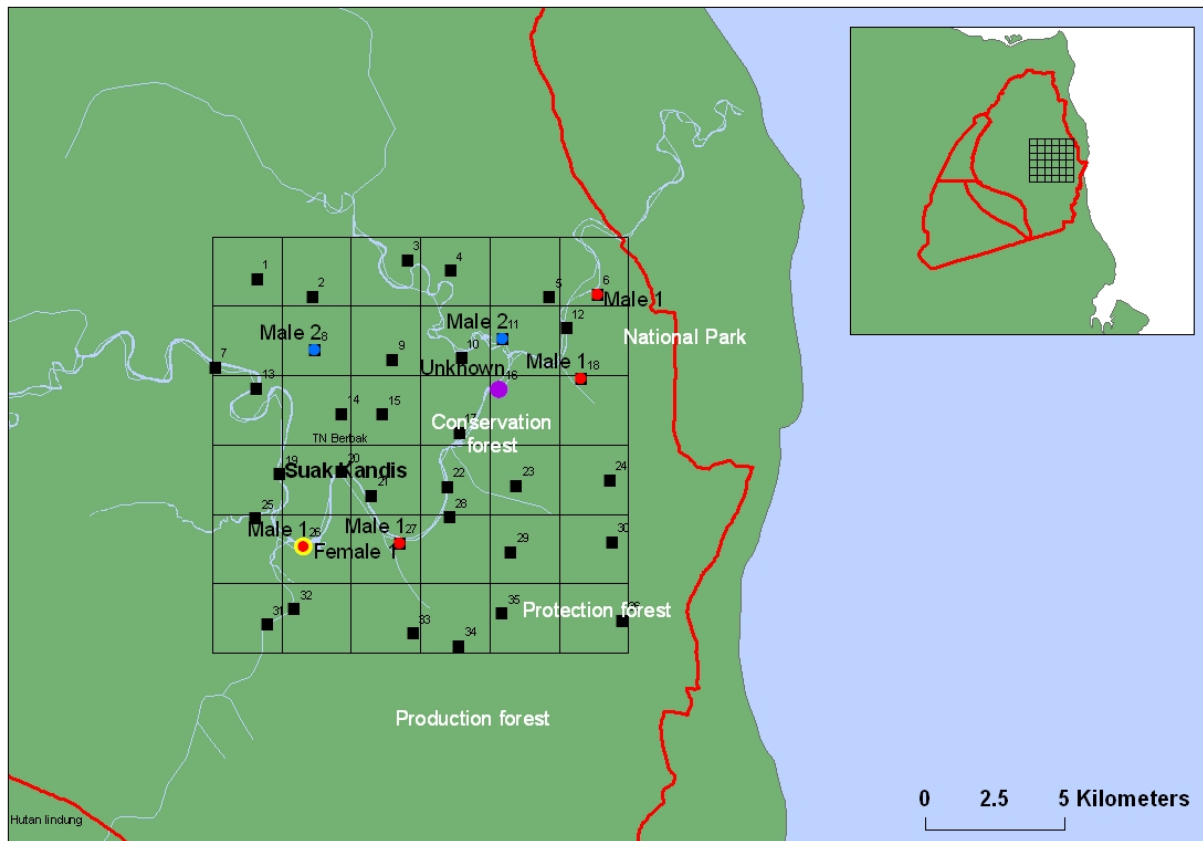 3
4
1
2
5
6
Male 1
12
National Park
Male 2
8
Male 2
11
9
10
7
Unknown
16
Male 1
18
13
14
15
Conservation
forest
17
TN Berbak
19
Suak Kandis
20
21
22
23
24
25
Male 1
26
Female 1
Male 1
27
28
29
30
31
32
33
34
35
Protection forest
36
Production forest
Hutan lindung
0 2.5 5 Kilometers